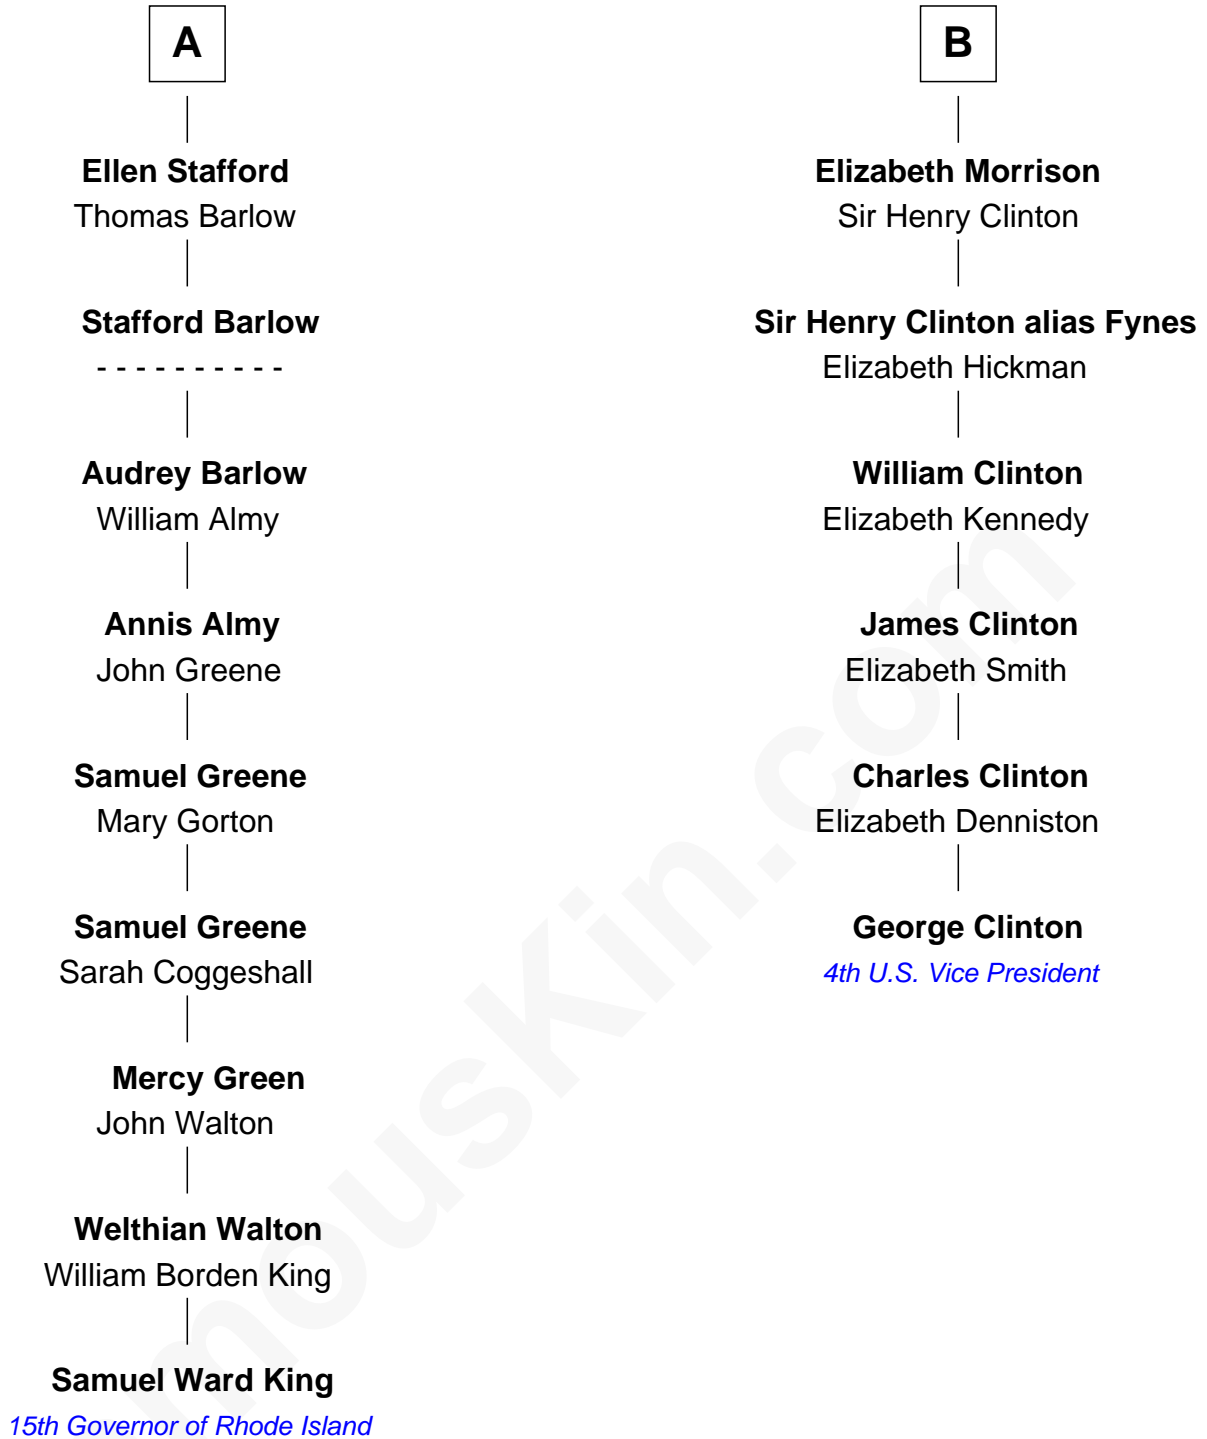 A
Ellen Stafford
Thomas Barlow
Stafford Barlow
- - - - - - - - - -
Audrey Barlow
William Almy
Annis Almy
John Greene
Samuel Greene
Mary Gorton
Samuel Greene
Sarah Coggeshall
Mercy Green
John Walton
Welthian Walton
William Borden King
Samuel Ward King
15th Governor of Rhode Island
B
Elizabeth Morrison
Sir Henry Clinton
Sir Henry Clinton alias Fynes
Elizabeth Hickman
William Clinton
Elizabeth Kennedy
James Clinton
Elizabeth Smith
Charles Clinton
Elizabeth Denniston
George Clinton
4th U.S. Vice President
mousKin.com